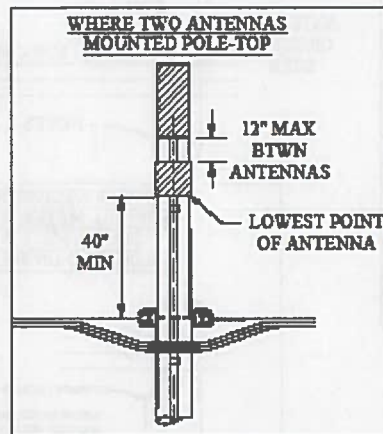 WHERE TWO ANTENNAS
MOUNTED POLE-TOP
12" MAX
BTWN
ANTENNAS
LOWEST POINT
OF ANTENNA
40"
MIN